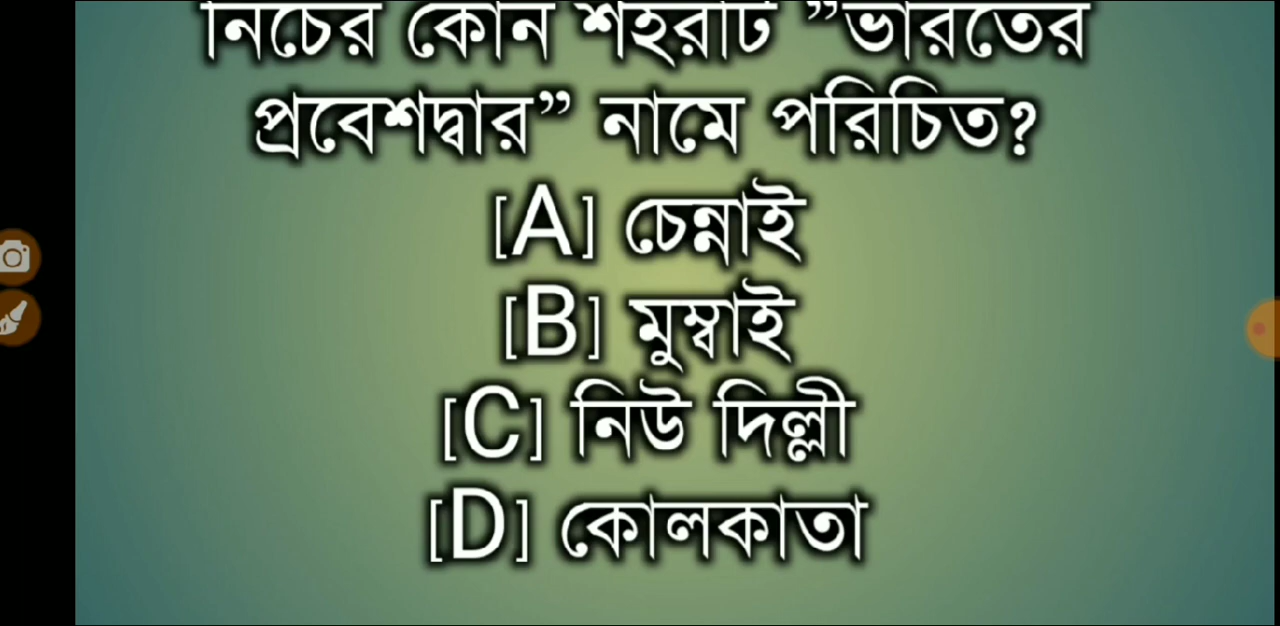 নিচের কোন শহরটি ”ভারতের
প্রবেশদ্বার” নামে পরিচিত?
[A] চেন্নাই
[B] মুম্বাই
[C] নিউ দিল্লী
[D] কোলকাতা